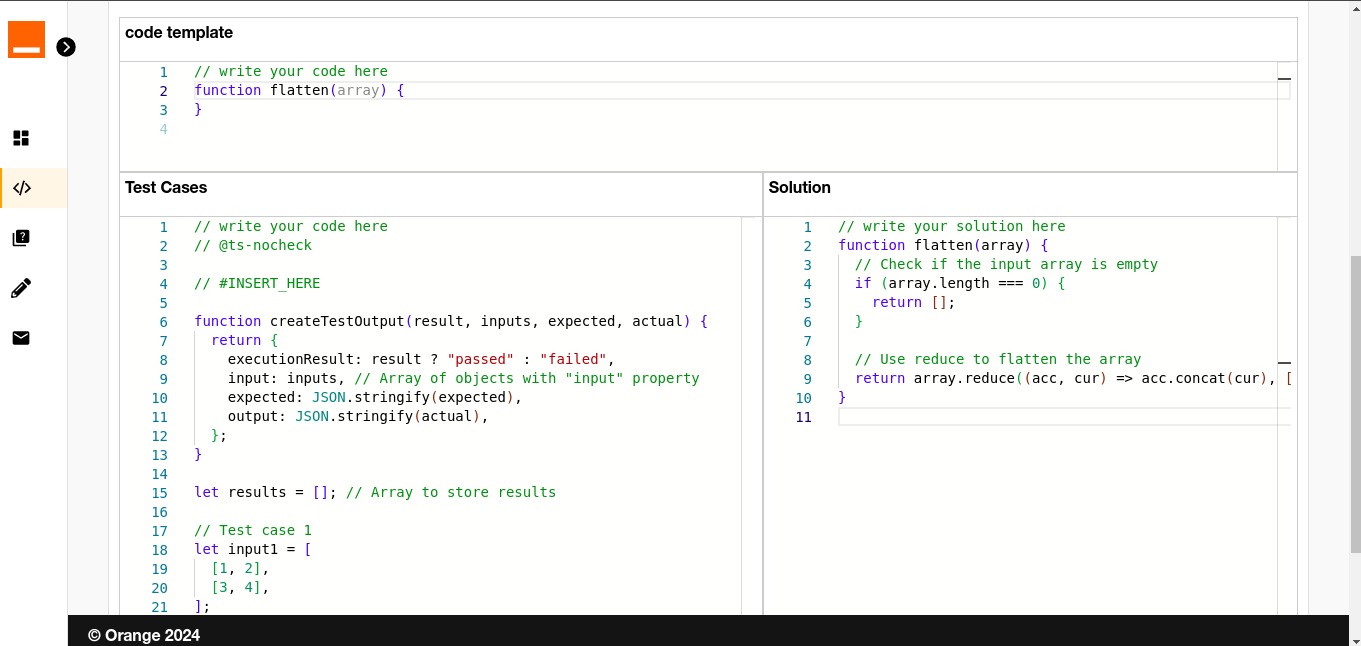 code template
1 // write your code here
2 function flatten(array) {
3 }
4
Test Cases
1 // write your code here
2 // @ts-nocheck
3
4 // #INSERT_HERE
5
6 function createTestOutput(result, inputs, expected, actual) {
7   return {
8     executionResult: result ? "passed" : "failed",
9     input: inputs, // Array of objects with "input" property
10     expected: JSON.stringify(expected),
11     output: JSON.stringify(actual),
12   };
13 }
14
15 let results = []; // Array to store results
16
17 // Test case 1
18 let input1 = [
19   [1, 2],
20   [3, 4],
21 ];
Solution
1 // write your solution here
2 function flatten(array) {
3   // Check if the input array is empty
4   if (array.length === 0) {
5     return [];
6   }
7
8   // Use reduce to flatten the array
9   return array.reduce((acc, cur) => acc.concat(cur), [
10 }
11
© Orange 2024